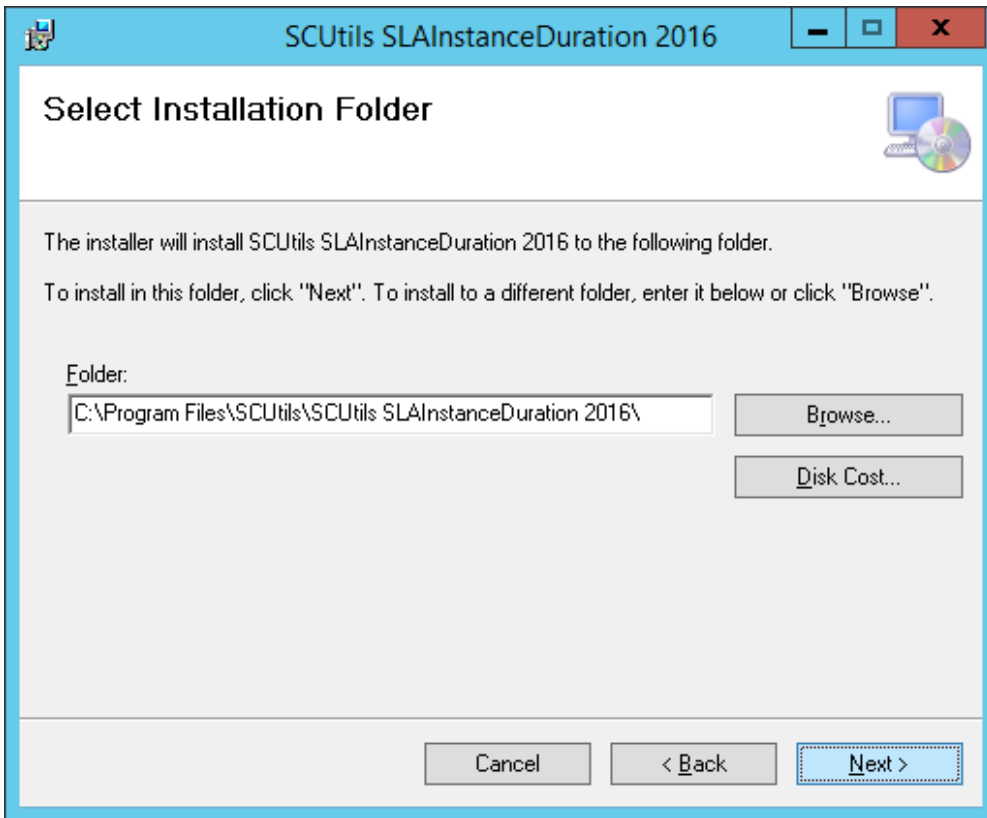 SCUtils SLAInstanceDuration 2016
Select Installation Folder
The installer will install SCUtils SLAInstanceDuration 2016 to the following folder.
To install in this folder, click "Next". To install to a different folder, enter it below or click "Browse".
Folder:
C:\Program Files\SCUtils\SCUtils SLAInstanceDuration 2016\
Browse...
Disk Cost...
Cancel
< Back
Next >